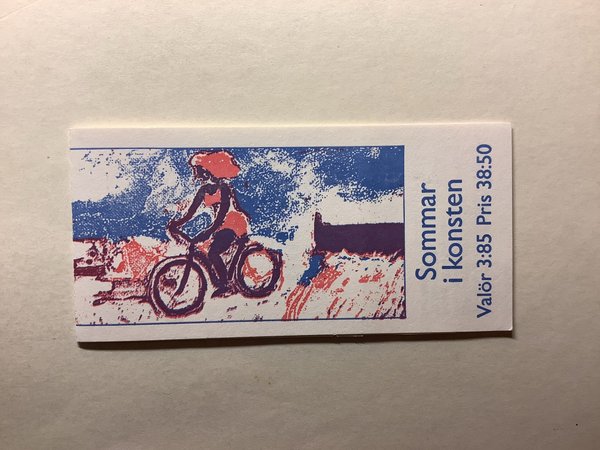 Sommar
i konsten
Valör 3:85 Pris 38:50